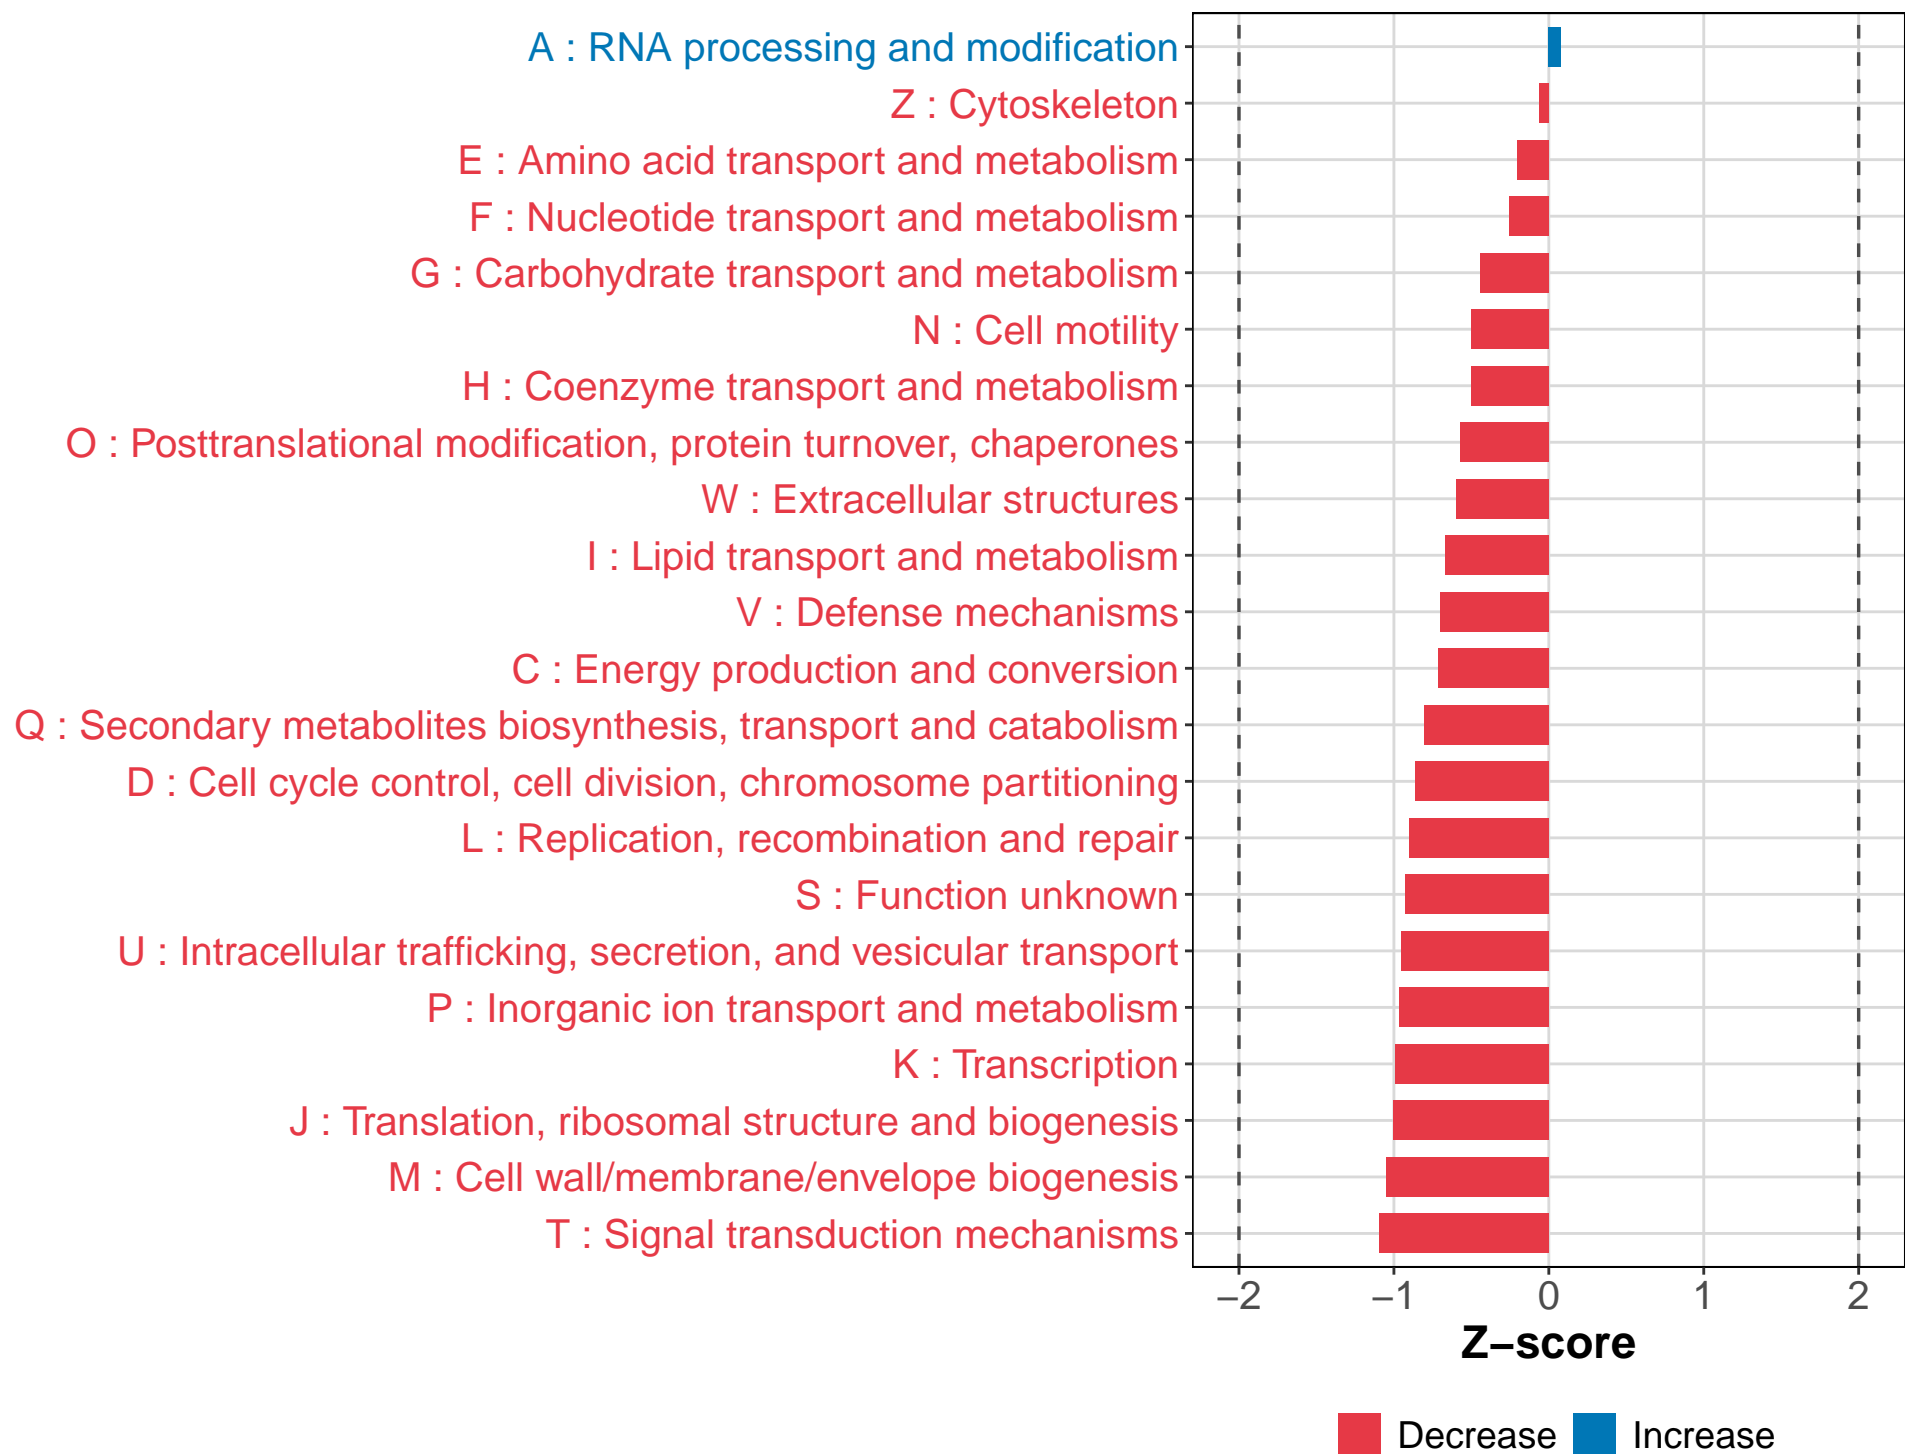 A : RNA processing and modification
Z : Cytoskeleton
E : Amino acid transport and metabolism
F : Nucleotide transport and metabolism
G : Carbohydrate transport and metabolism
N : Cell motility
H : Coenzyme transport and metabolism
O : Posttranslational modification, protein turnover, chaperones
W : Extracellular structures
I : Lipid transport and metabolism
V : Defense mechanisms
C : Energy production and conversion
Q : Secondary metabolites biosynthesis, transport and catabolism
D : Cell cycle control, cell division, chromosome partitioning
L : Replication, recombination and repair
S : Function unknown
U : Intracellular trafficking, secretion, and vesicular transport
P : Inorganic ion transport and metabolism
K : Transcription
J : Translation, ribosomal structure and biogenesis
M : Cell wall/membrane/envelope biogenesis
T : Signal transduction mechanisms
−2 −1 0 1 2
Z−score
Decrease Increase